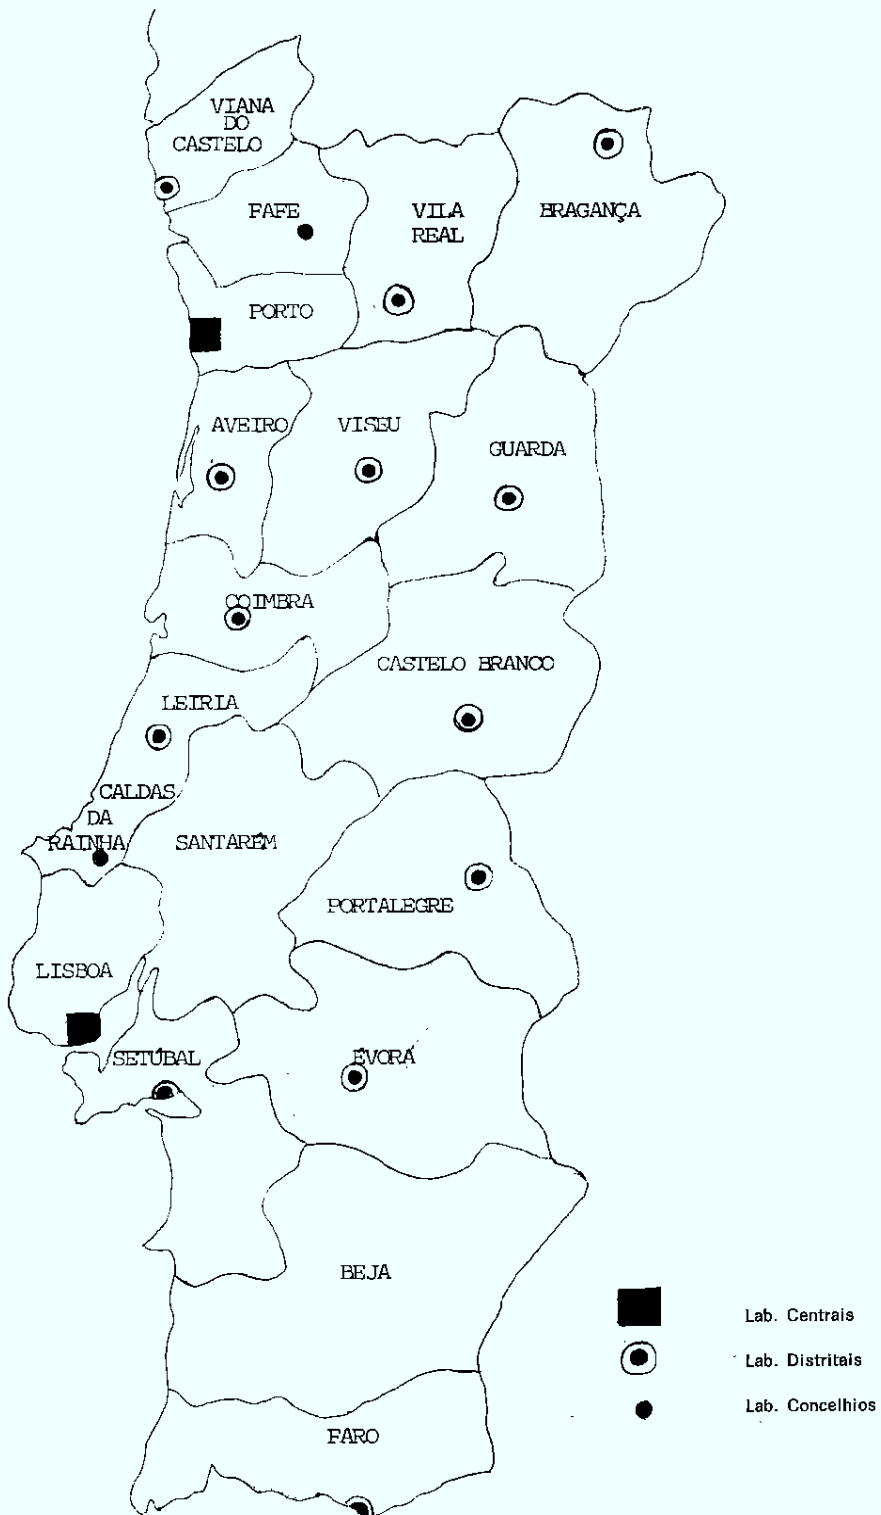 VIANA
DO
CASTELO
FAFE
VILA
REAL
BRAGANÇA
PORTO
AVEIRO
VISEU
GUARDA
COIMBRA
CASTELO BRANCO
LEIRIA
CALDAS
DA
RAINHA
SANTARÉM
PORTALEGRE
LISBOA
SETÚBAL
ÉVORA
BEJA
FARO
Lab. Centrais
Lab. Distritais
Lab. Concelhios